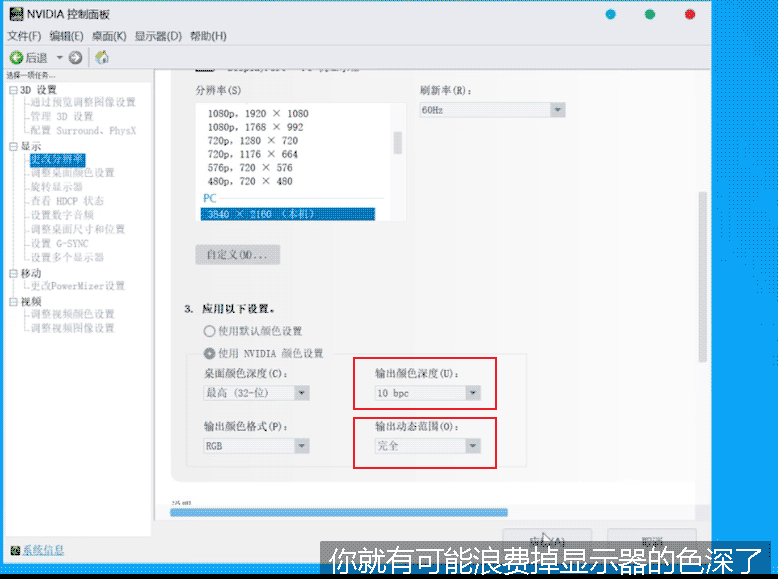 NVIDIA 控制面板
文件(F) 编辑(E) 桌面(K) 显示器(D) 帮助(H)
后退
选择一项任务...
3D 设置
通过预览调整图像设置
管理 3D 设置
配置 Surround、PhysX
显示
更改分辨率
调整桌面颜色设置
旋转显示器
查看 HDCP 状态
设置数字音频
调整桌面尺寸和位置
设置 G-SYNC
设置多个显示器
移动
更改PowerMizer设置
视频
调整视频颜色设置
调整视频图像设置
系统信息
分辨率(S)
1080p, 1920 × 1080
1080p, 1768 × 992
720p, 1280 × 720
720p, 1176 × 664
576p, 720 × 576
480p, 720 × 480
PC
3840 × 2160 (本机)
刷新率(R):
60Hz
自定义(M)...
3. 应用以下设置。
使用默认颜色设置
使用 NVIDIA 颜色设置
桌面颜色深度(C):
最高 (32-位)
输出颜色深度(U):
10 bpc
输出颜色格式(P):
RGB
输出动态范围(O):
完全
取消
你就有可能浪费掉显示器的色深了